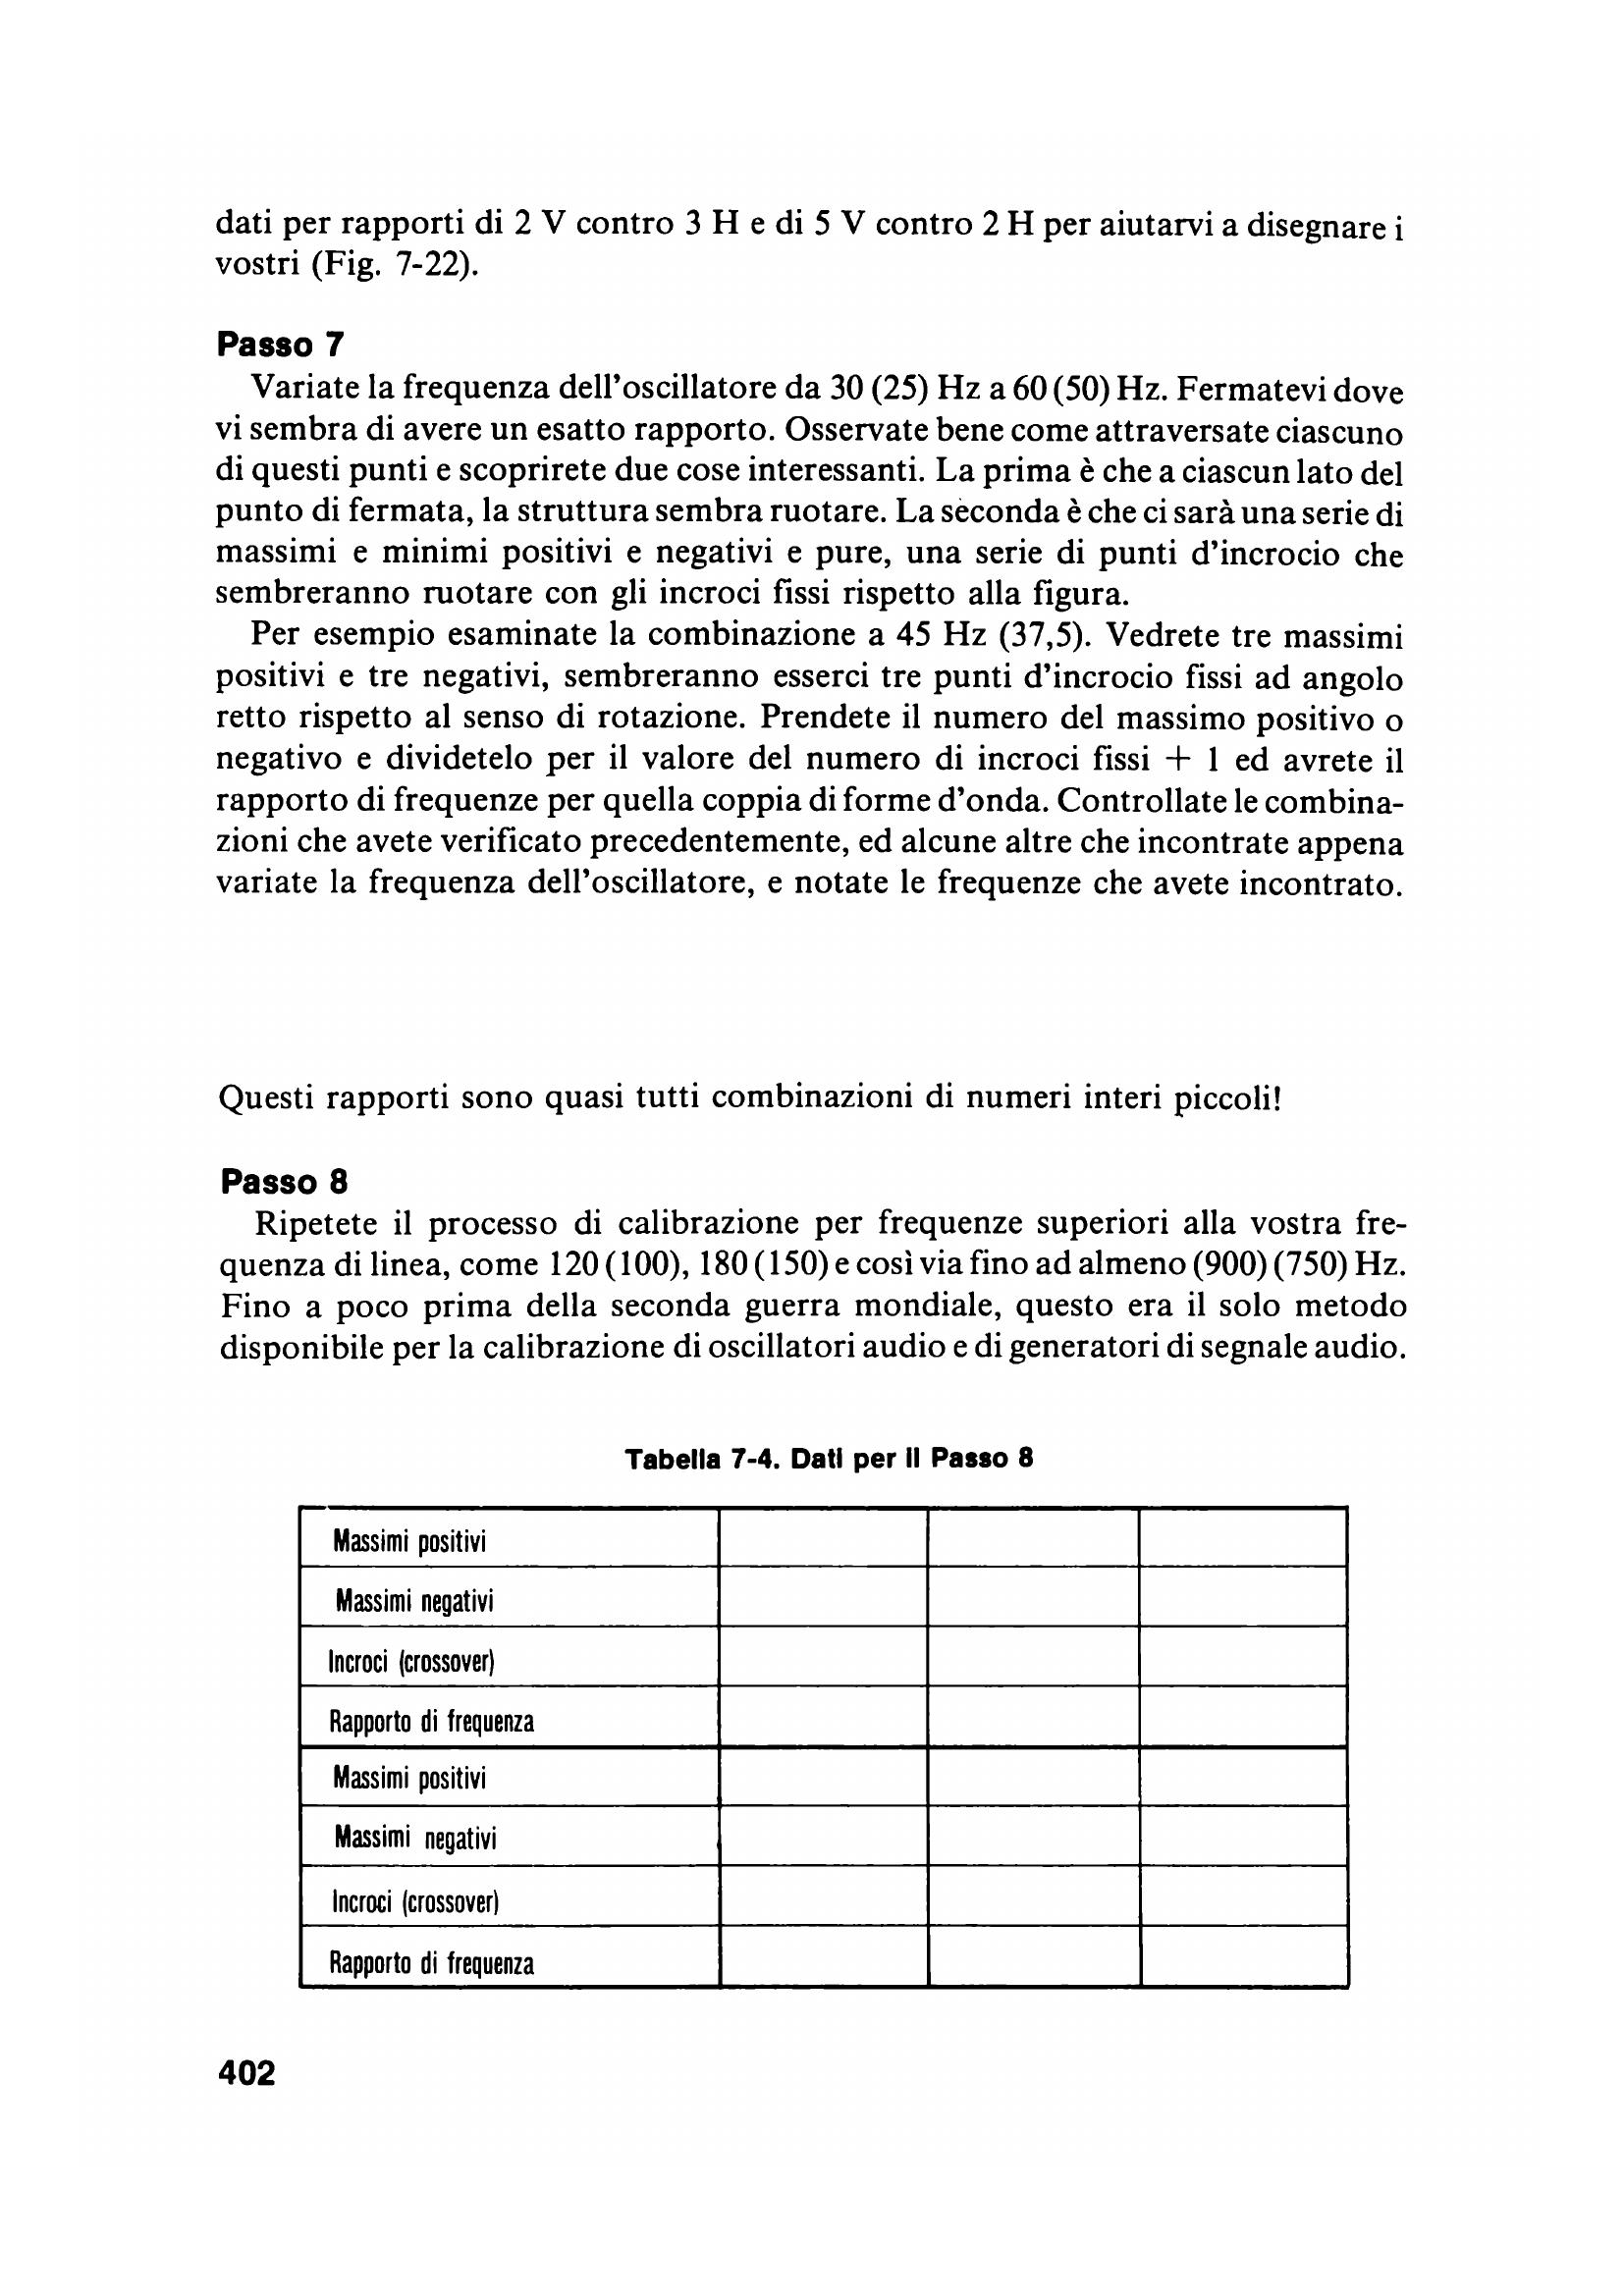 dati per rapporti di 2 V contro 3 H e di 5 V contro 2 H per aiutarvi a disegnare i
vostri (Fig. 7-22).
Passo 7
Variate la frequenza dell'oscillatore da 30 (25) Hz a 60 (50) Hz. Fermatevi dove
vi sembra di avere un esatto rapporto. Osservate bene come attraversate ciascuno
di questi punti e scoprirete due cose interessanti. La prima è che a ciascun lato del
punto di fermata, la struttura sembra ruotare. La seconda è che ci sarà una serie di
massimi e minimi positivi e negativi e pure, una serie di punti d'incrocio che
sembreranno ruotare con gli incroci fissi rispetto alla figura.
Per esempio esaminate la combinazione a 45 Hz (37,5). Vedrete tre massimi
positivi e tre negativi, sembreranno esserci tre punti d'incrocio fissi ad angolo
retto rispetto al senso di rotazione. Prendete il numero del massimo positivo o
negativo e dividetelo per il valore del numero di incroci fissi + 1 ed avrete il
rapporto di frequenze per quella coppia di forme d'onda. Controllate le combina-
zioni che avete verificato precedentemente, ed alcune altre che incontrate appena
variate la frequenza dell'oscillatore, e notate le frequenze che avete incontrato.
Questi rapporti sono quasi tutti combinazioni di numeri interi piccoli!
Passo 8
Ripetete il processo di calibrazione per frequenze superiori alla vostra fre-
quenza di linea, come 120 (100), 180 (150) e così via fino ad almeno (900) (750) Hz.
Fino a poco prima della seconda guerra mondiale, questo era il solo metodo
disponibile per la calibrazione di oscillatori audio e di generatori di segnale audio.
Tabella 7-4. Dati per il Passo 8
Massimi positivi
Massimi negativi
Incroci (crossover)
Rapporto di frequenza
Massimi positivi
Massimi negativi
Incroci (crossover)
Rapporto di frequenza
402